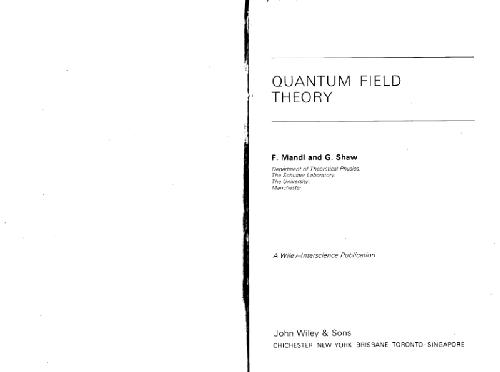 QUANTUM FIELD
THEORY
F. Mandl and G. Shaw
Department of Theoretical Physics,
The Schuster Laboratory,
The University,
Manchester
A Wiley–Interscience Publication
John Wiley & Sons
CHICHESTER NEW YORK BRISBANE TORONTO SINGAPORE